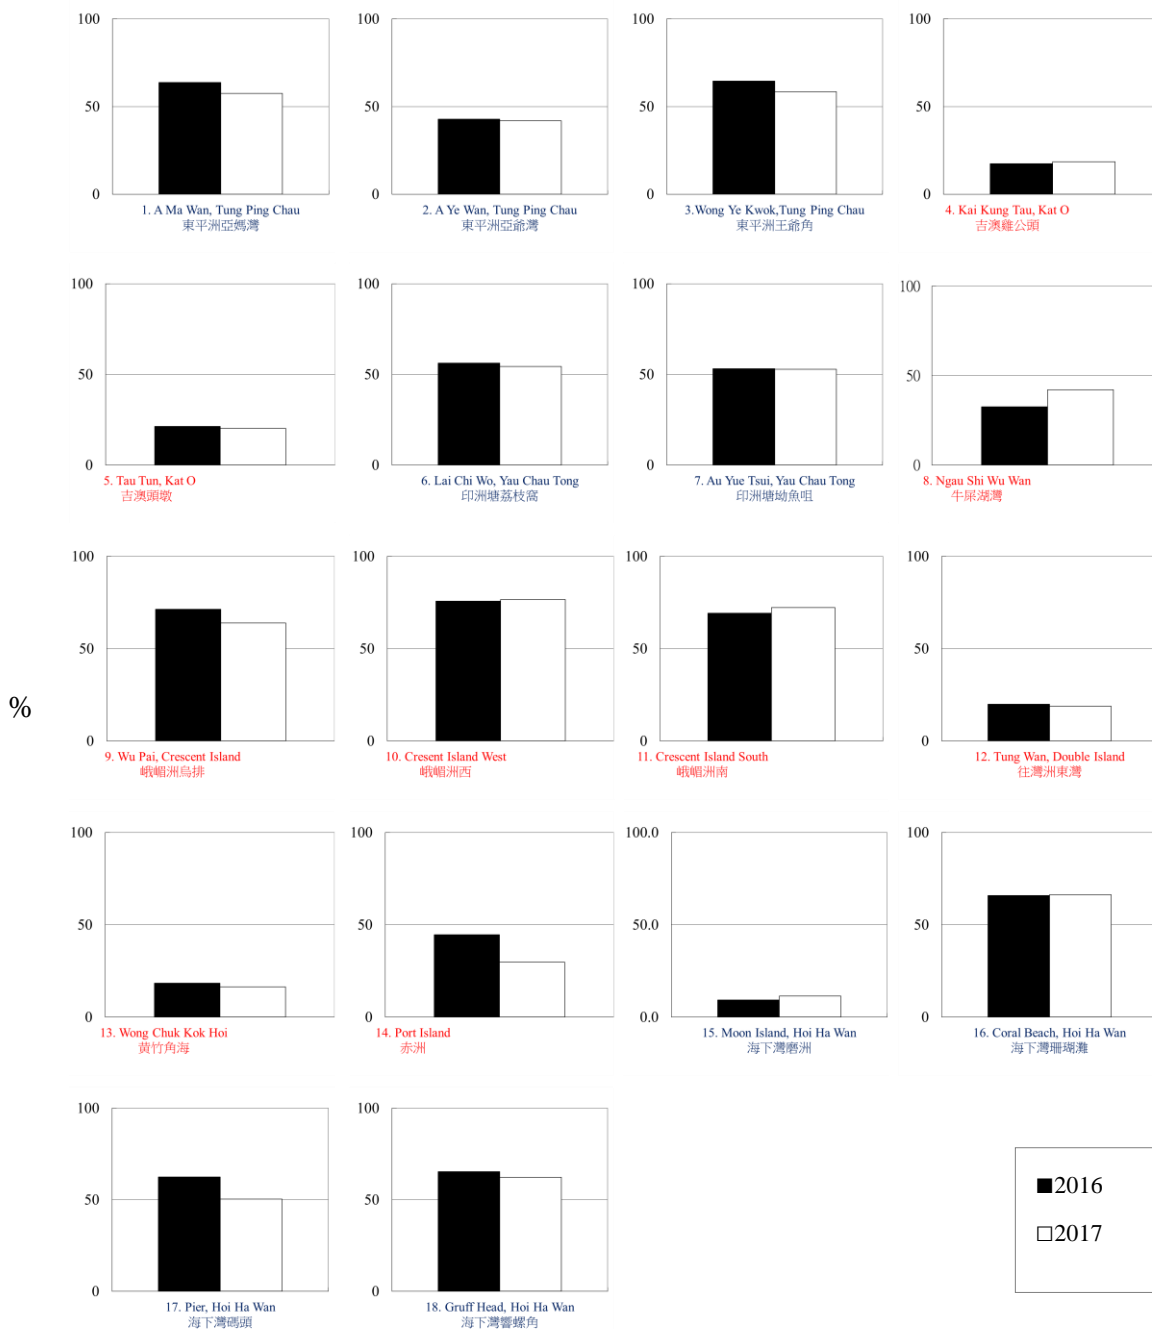 100
50
0
1. A Ma Wan, Tung Ping Chau
東平洲亞媽灣
100
50
0
2. A Ye Wan, Tung Ping Chau
東平洲亞爺灣
100
50
0
3.Wong Ye Kwok,Tung Ping Chau
東平洲王爺角
100
50
0
4. Kai Kung Tau, Kat O
吉澳雞公頭
100
50
0
5. Tau Tun, Kat O
吉澳頭墩
100
50
0
6. Lai Chi Wo, Yau Chau Tong
印洲塘荔枝窩
100
50
0
7. Au Yue Tsui, Yau Chau Tong
印洲塘坳魚咀
100
50
0
8. Ngau Shi Wu Wan
牛屎湖灣
%
100
50
0
9. Wu Pai, Crescent Island
峨嵋洲烏排
100
50
0
10. Cresent Island West
峨嵋洲西
100
50
0
11. Crescent Island South
峨嵋洲南
100
50
0
12. Tung Wan, Double Island
往灣洲東灣
100
50
0
13. Wong Chuk Kok Hoi
黃竹角海
100
50
0
14. Port Island
赤洲
100.0
50.0
0.0
15. Moon Island, Hoi Ha Wan
海下灣磨洲
100
50
0
16. Coral Beach, Hoi Ha Wan
海下灣珊瑚灘
100
50
0
17. Pier, Hoi Ha Wan
海下灣碼頭
100
50
0
18. Gruff Head, Hoi Ha Wan
海下灣響螺角
2016
2017